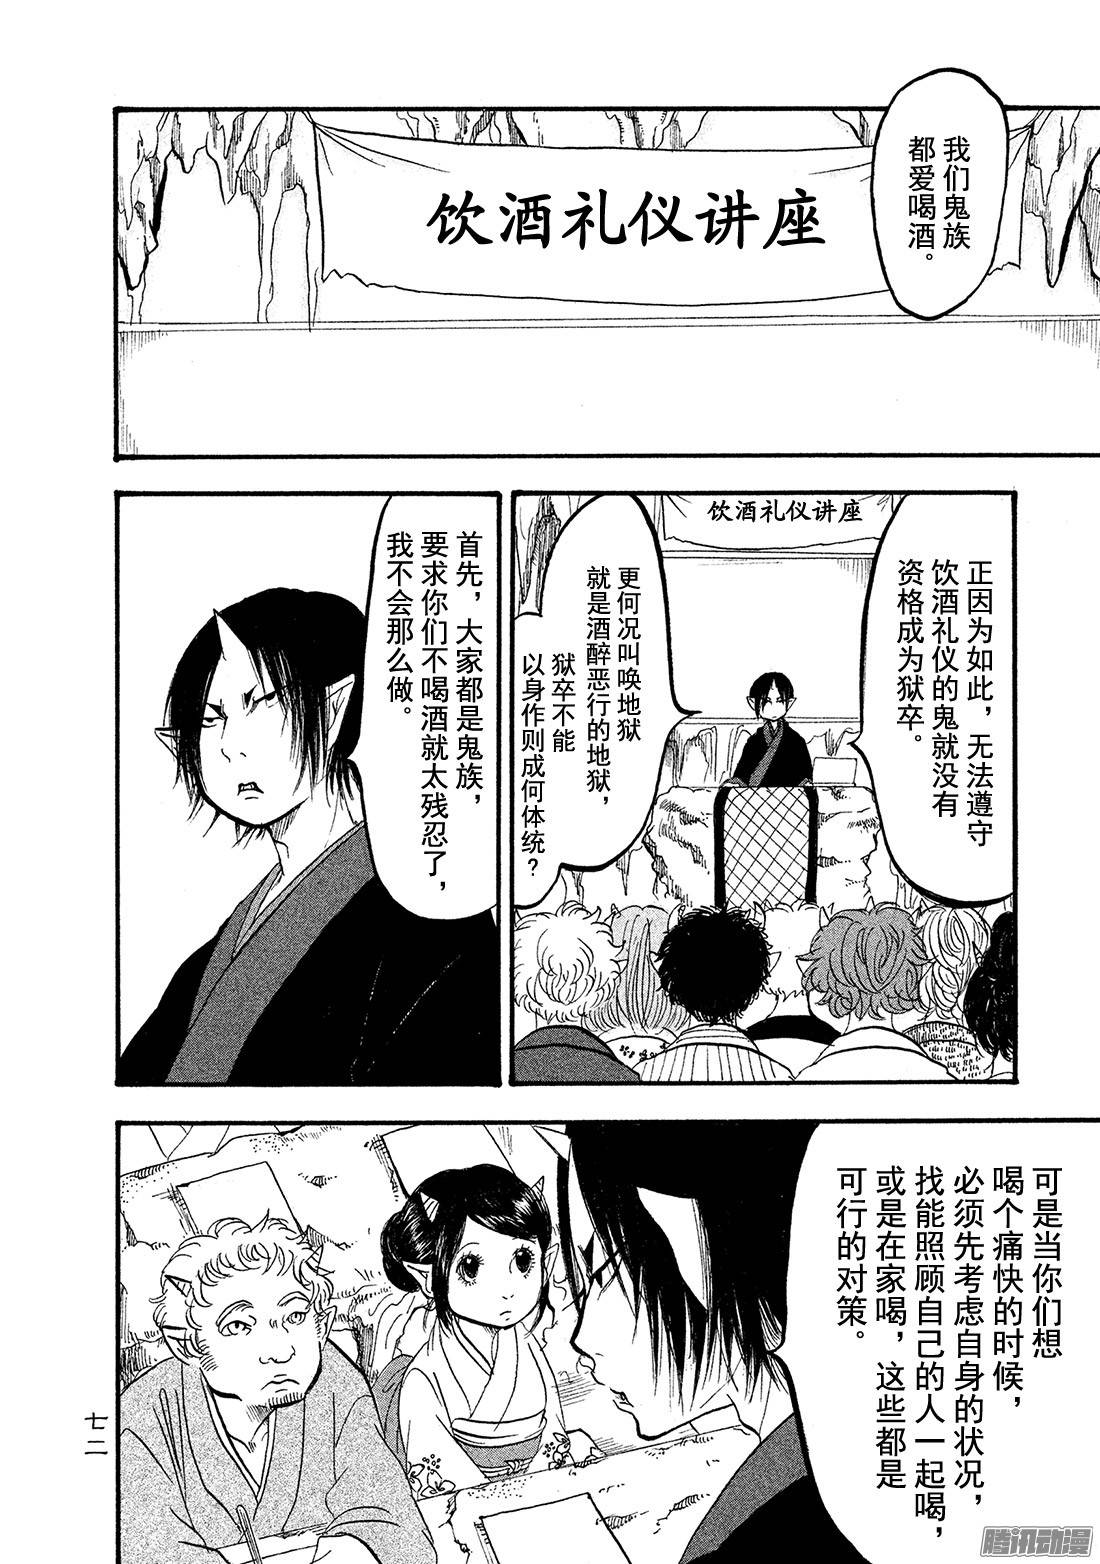 饮酒礼仪讲座
我们鬼族
都爱喝酒。
饮酒礼仪讲座
正因为如此，无法遵守
饮酒礼仪的鬼就没有
资格成为狱卒。
更何况叫唤地狱
就是酒醉恶行的地狱，
狱卒不能
以身作则成何体统？
首先，大家都是鬼族，
要求你们不喝酒就太残忍了，
我不会那么做。
可是当你们想
喝个痛快的时候，
必须先考虑自身的状况，
找能照顾自己的人一起喝，
或是在家喝，这些都是
可行的对策。
七二
腾讯动漫